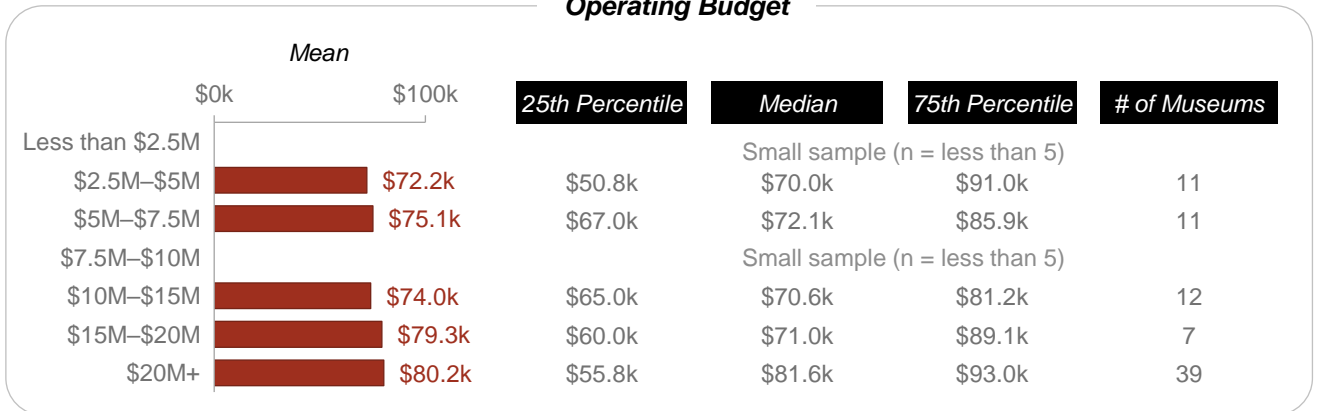 Operating Budget
Mean
$0k $100k 25th Percentile Median 75th Percentile # of Museums
Less than $2.5M Small sample (n = less than 5)
$2.5M–$5M $72.2k $50.8k $70.0k $91.0k 11
$5M–$7.5M $75.1k $67.0k $72.1k $85.9k 11
$7.5M–$10M Small sample (n = less than 5)
$10M–$15M $74.0k $65.0k $70.6k $81.2k 12
$15M–$20M $79.3k $60.0k $71.0k $89.1k 7
$20M+ $80.2k $55.8k $81.6k $93.0k 39